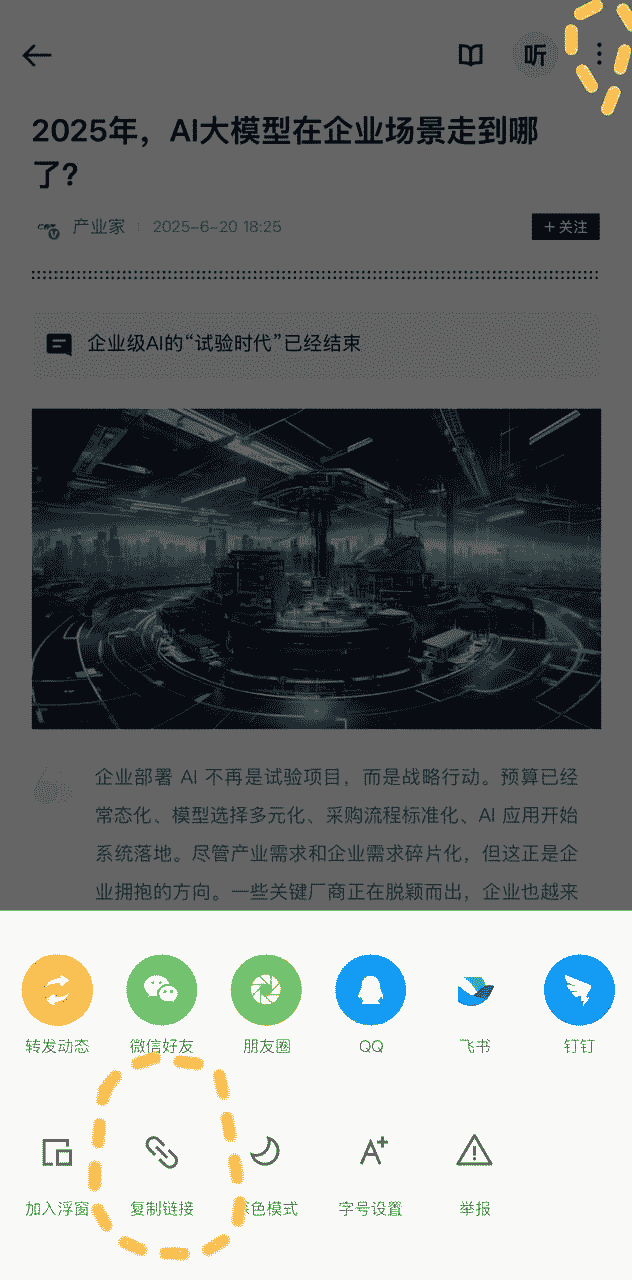 听
2025年，AI大模型在企业场景走到哪
了？
产业家 2025-6-20 18:25
+关注
企业级AI的“试验时代”已经结束
企业部署 AI 不再是试验项目，而是战略行动。预算已经
常态化、模型选择多元化、采购流程标准化、AI 应用开始
系统落地。尽管产业需求和企业需求碎片化，但这正是企
业拥抱的方向。一些关键厂商正在脱颖而出，企业也越来
转发动态 微信好友 朋友圈 QQ 飞书 钉钉
加入浮窗 复制链接 色模式 字号设置 举报